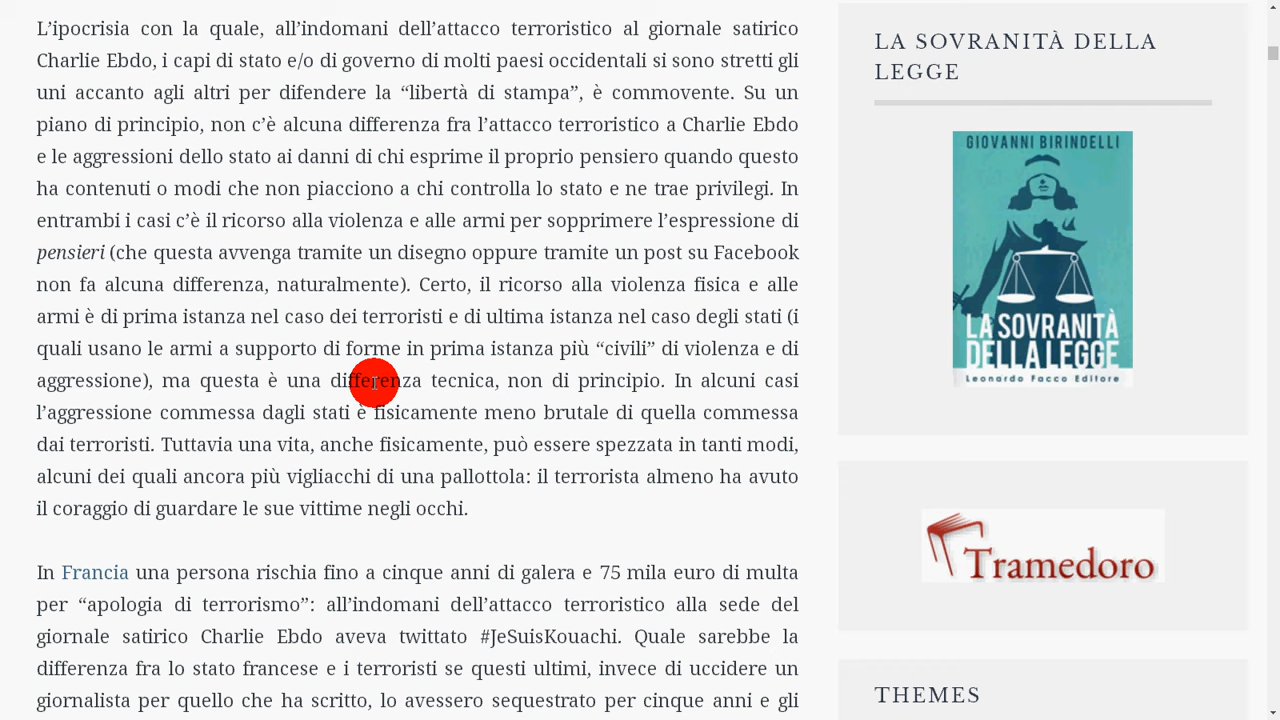 L’ipocrisia con la quale, all’indomani dell’attacco terroristico al giornale satirico
Charlie Ebdo, i capi di stato e/o di governo di molti paesi occidentali si sono stretti gli
uni accanto agli altri per difendere la “libertà di stampa”, è commovente. Su un
piano di principio, non c’è alcuna differenza fra l’attacco terroristico a Charlie Ebdo
e le aggressioni dello stato ai danni di chi esprime il proprio pensiero quando questo
ha contenuti o modi che non piacciono a chi controlla lo stato e ne trae privilegi. In
entrambi i casi c’è il ricorso alla violenza e alle armi per sopprimere l’espressione di
pensieri (che questa avvenga tramite un disegno oppure tramite un post su Facebook
non fa alcuna differenza, naturalmente). Certo, il ricorso alla violenza fisica e alle
armi è di prima istanza nel caso dei terroristi e di ultima istanza nel caso degli stati (i
quali usano le armi a supporto di forme in prima istanza più “civili” di violenza e di
aggressione), ma questa è una differenza tecnica, non di principio. In alcuni casi
l’aggressione commessa dagli stati è fisicamente meno brutale di quella commessa
dai terroristi. Tuttavia una vita, anche fisicamente, può essere spezzata in tanti modi,
alcuni dei quali ancora più vigliacchi di una pallottola: il terrorista almeno ha avuto
il coraggio di guardare le sue vittime negli occhi.
In Francia una persona rischia fino a cinque anni di galera e 75 mila euro di multa
per “apologia di terrorismo”: all’indomani dell’attacco terroristico alla sede del
giornale satirico Charlie Ebdo aveva twittato #JeSuisKouachi. Quale sarebbe la
differenza fra lo stato francese e i terroristi se questi ultimi, invece di uccidere un
giornalista per quello che ha scritto, lo avessero sequestrato per cinque anni e gli
LA SOVRANITÀ DELLA
LEGGE
GIOVANNI BIRINDELLI
LA SOVRANITÀ
DELLA LEGGE
Leonardo Facco Editore
Tramedoro
THEMES